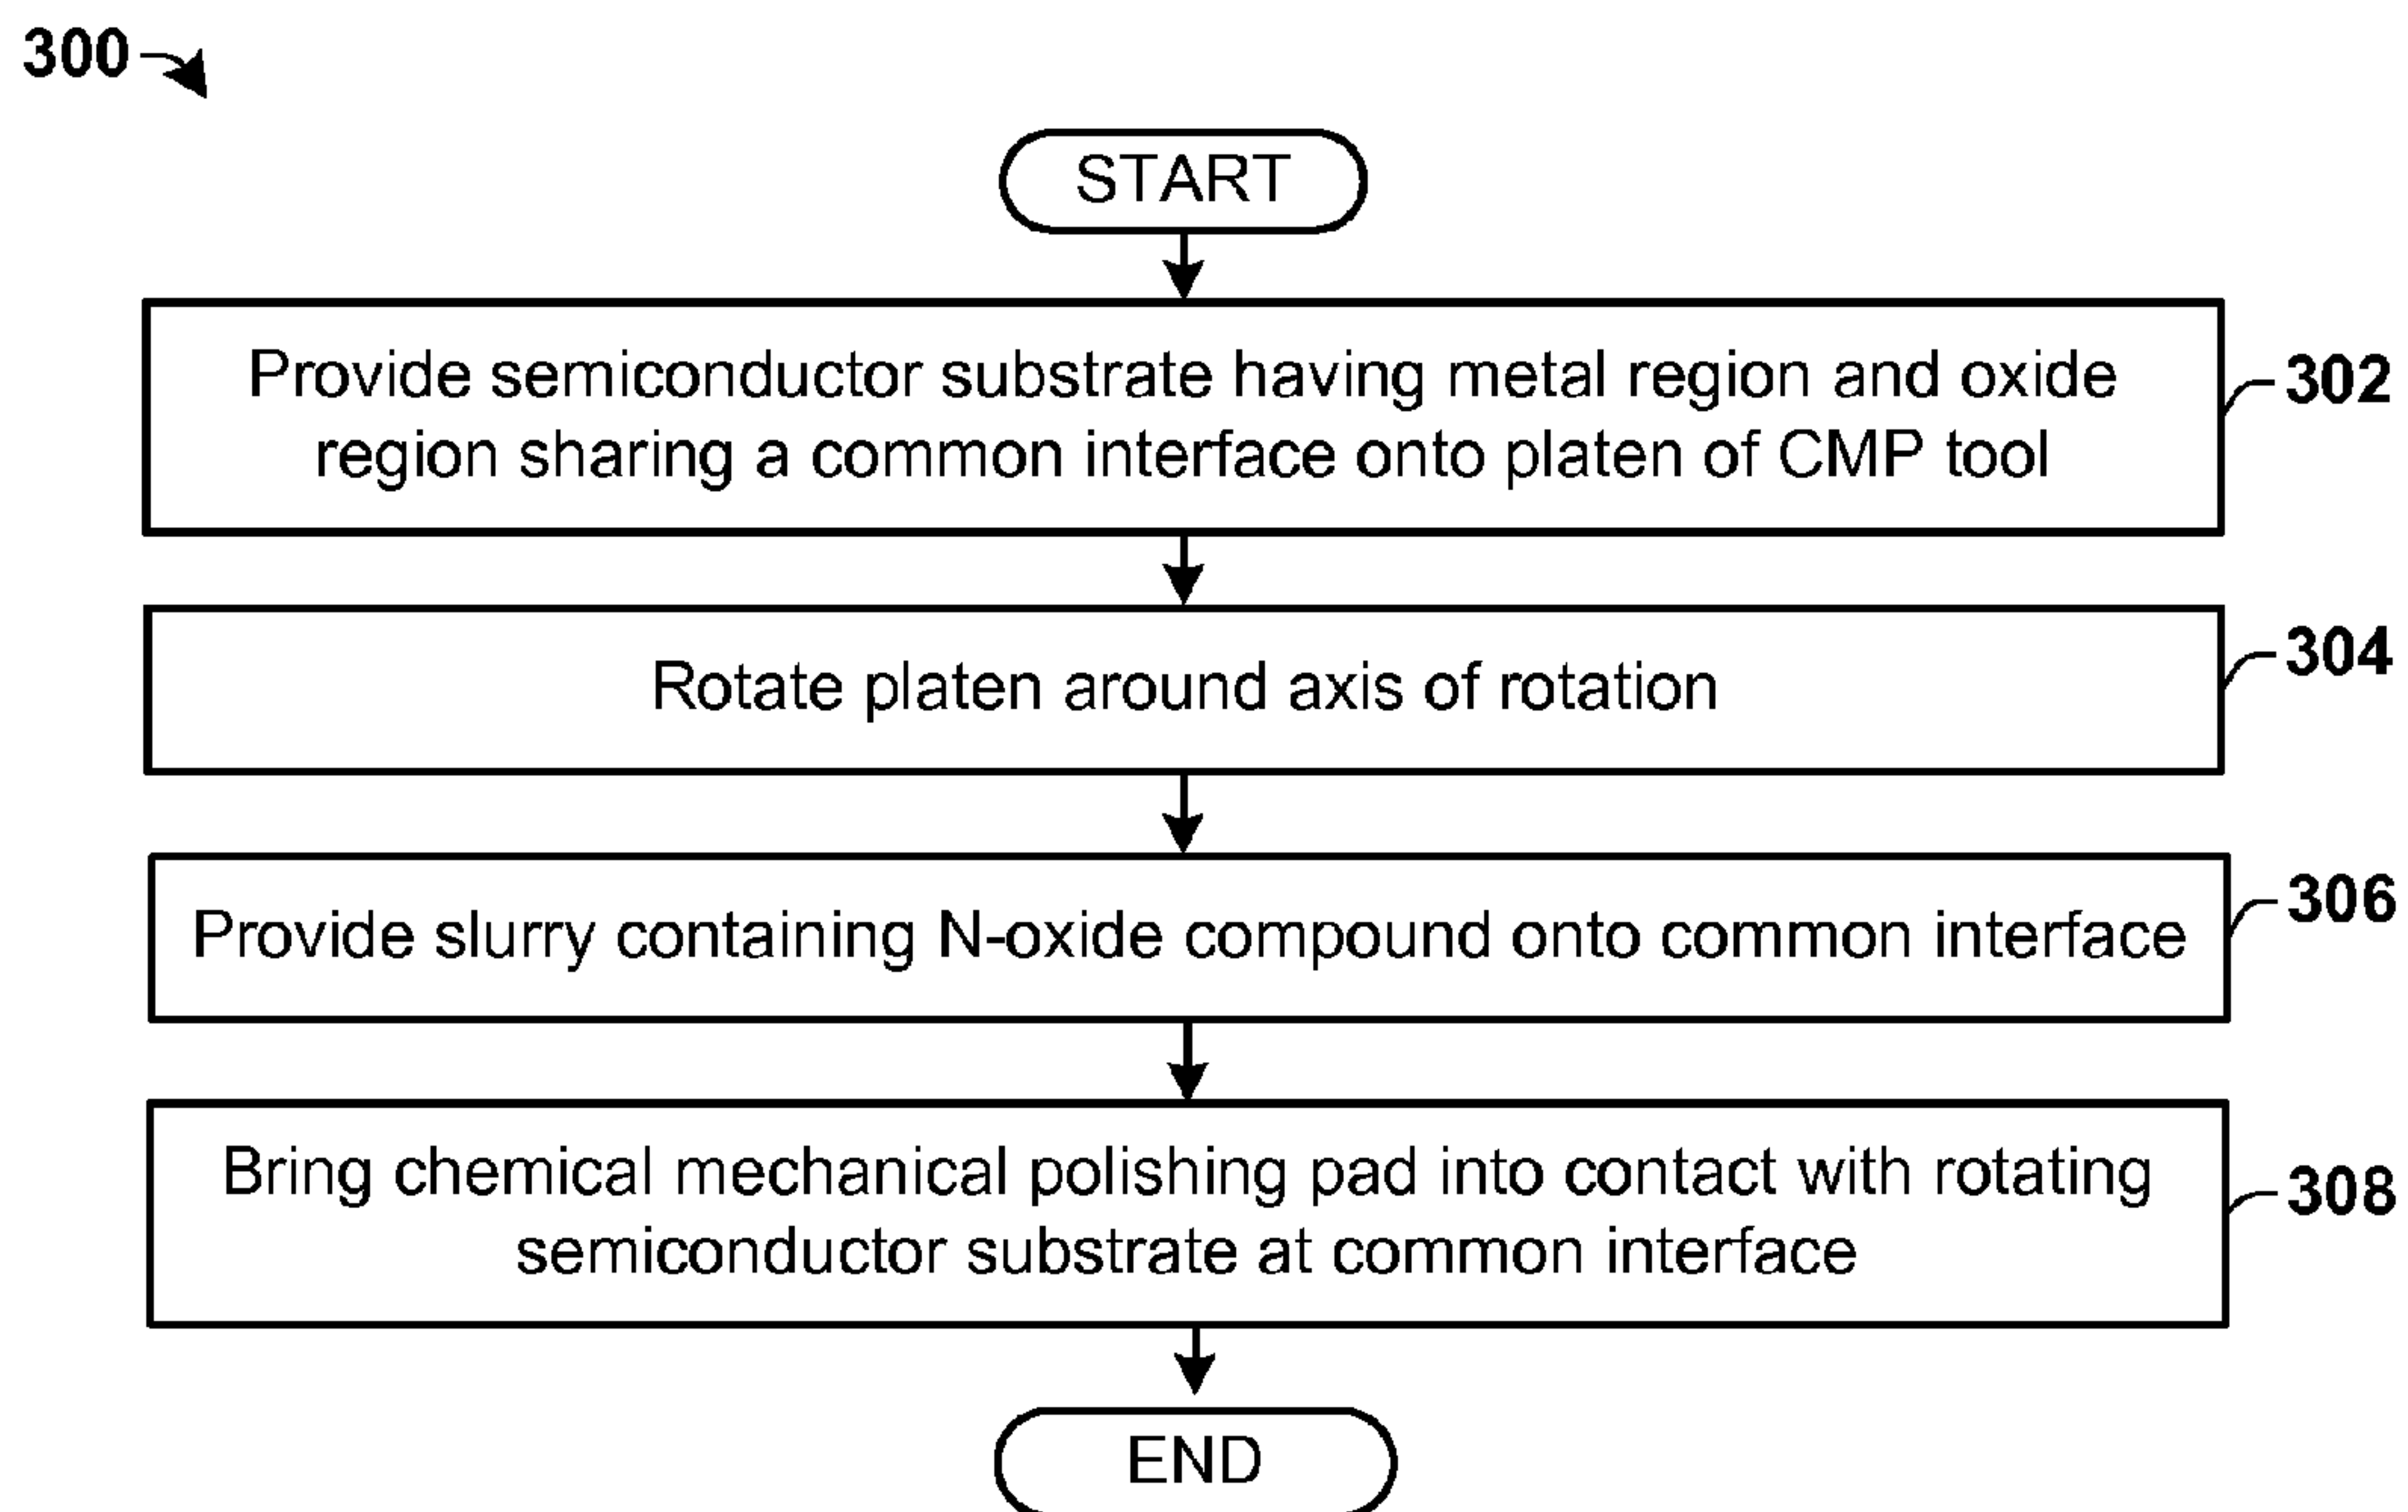 300
START
Provide semiconductor substrate having metal region and oxide
region sharing a common interface onto platen of CMP tool
302
Rotate platen around axis of rotation
304
Provide slurry containing N-oxide compound onto common interface
306
Bring chemical mechanical polishing pad into contact with rotating
semiconductor substrate at common interface
308
END